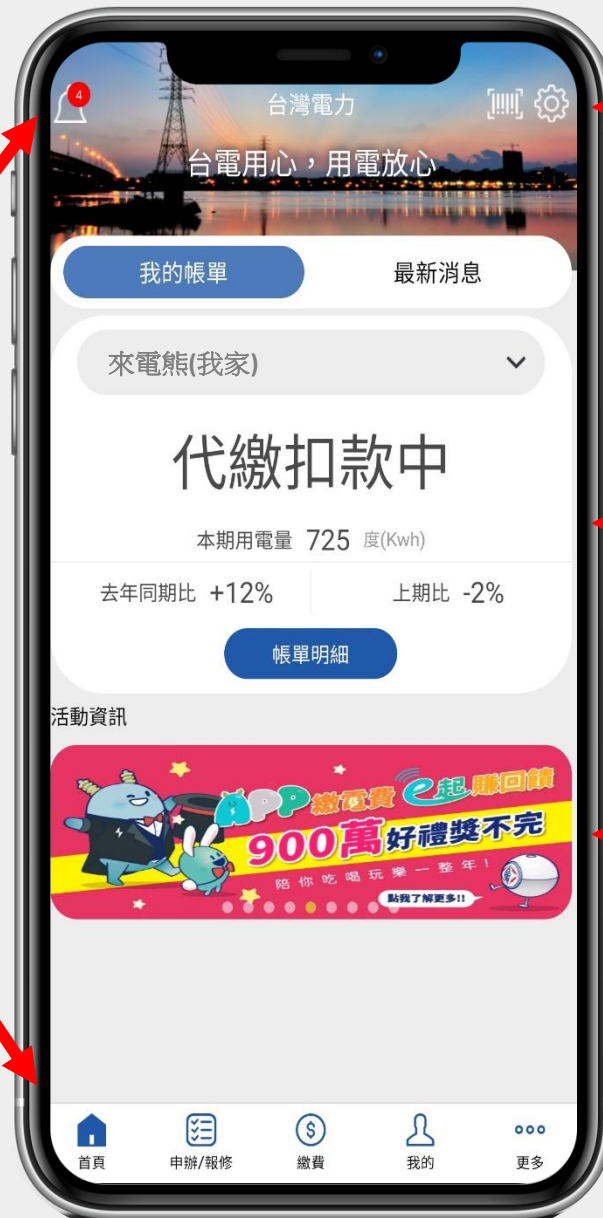 4
台灣電力
台電用心，用電放心
我的帳單 最新消息
來電熊(我家)
代繳扣款中
本期用電量 725 度(Kwh)
去年同期比 +12% 上期比 -2%
帳單明細
活動資訊
APP繳電費 e起賺回饋
900萬好禮獎不完
陪你吃喝玩樂一整年！
點我了解更多!!
首頁 申辦/報修 繳費 我的 更多